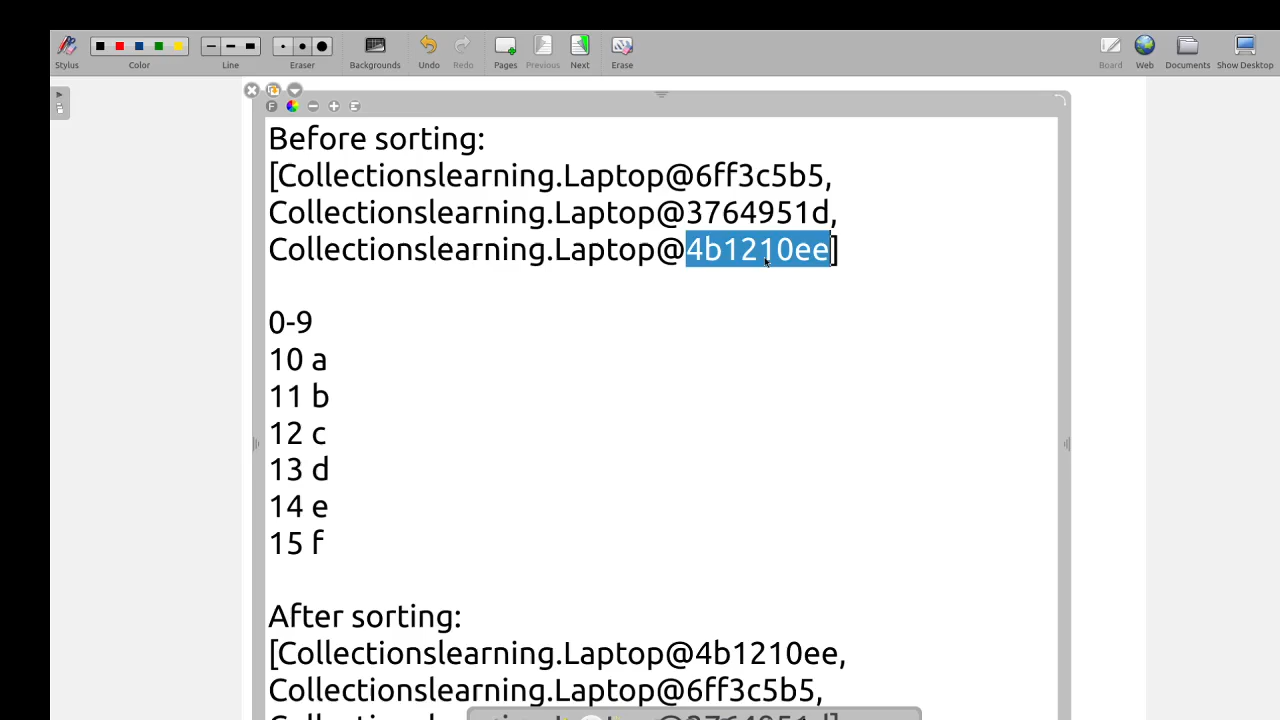 Stylus
Color
Line
Eraser
Backgrounds
Undo
Redo
Pages
Previous
Next
Erase
Board
Web
Documents
Show Desktop
F
Before sorting:
[Collectionslearning.Laptop@6ff3c5b5,
Collectionslearning.Laptop@3764951d,
Collectionslearning.Laptop@4b1210ee]
0-9
10 a
11 b
12 c
13 d
14 e
15 f
After sorting:
[Collectionslearning.Laptop@4b1210ee,
Collectionslearning.Laptop@6ff3c5b5,